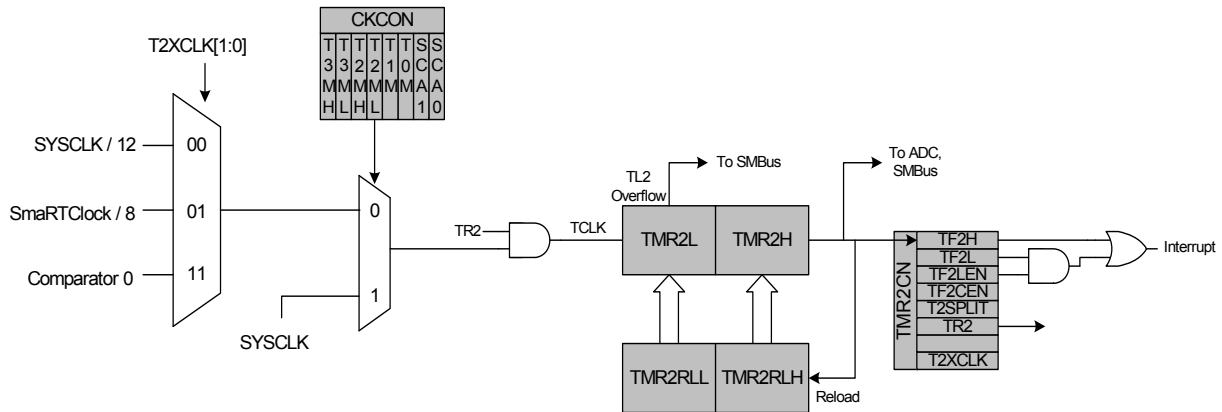 CKCON
T3MH
T3ML
T2MH
T2ML
T1M
T0M
SCA1
SCA0
T2XCLK[1:0]
SYSCLK / 12
00
SmaRTClock / 8
01
Comparator 0
11
0
1
SYSCLK
TR2
TCLK
TL2
Overflow
To SMBus
To ADC,
SMBus
TMR2L
TMR2H
TMR2RLL
TMR2RLH
Reload
TMR2CN
TF2H
TF2L
TF2LEN
TF2CEN
T2SPLIT
TR2
T2XCLK
Interrupt